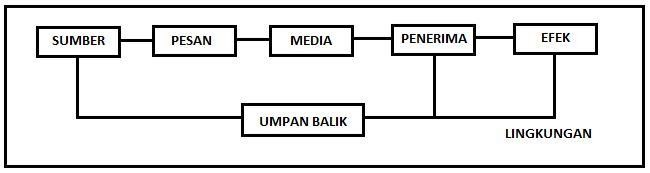 SUMBER
PESAN
MEDIA
PENERIMA
EFEK
UMPAN BALIK
LINGKUNGAN